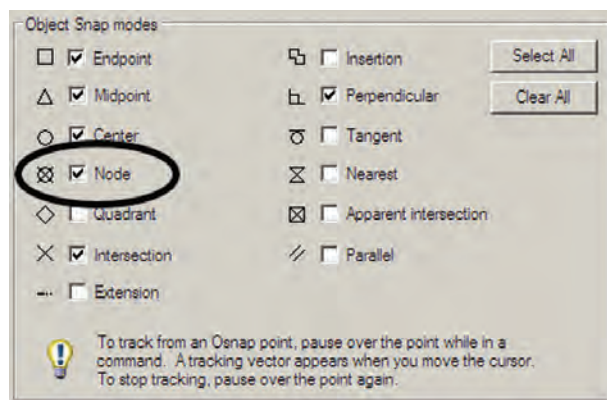 Object Snap modes
Endpoint
Midpoint
Center
Node
Quadrant
Intersection
Extension
Insertion
Perpendicular
Tangent
Nearest
Apparent intersection
Parallel
Select All
Clear All
To track from an Osnap point, pause over the point while in a
command. A tracking vector appears when you move the cursor.
To stop tracking, pause over the point again.